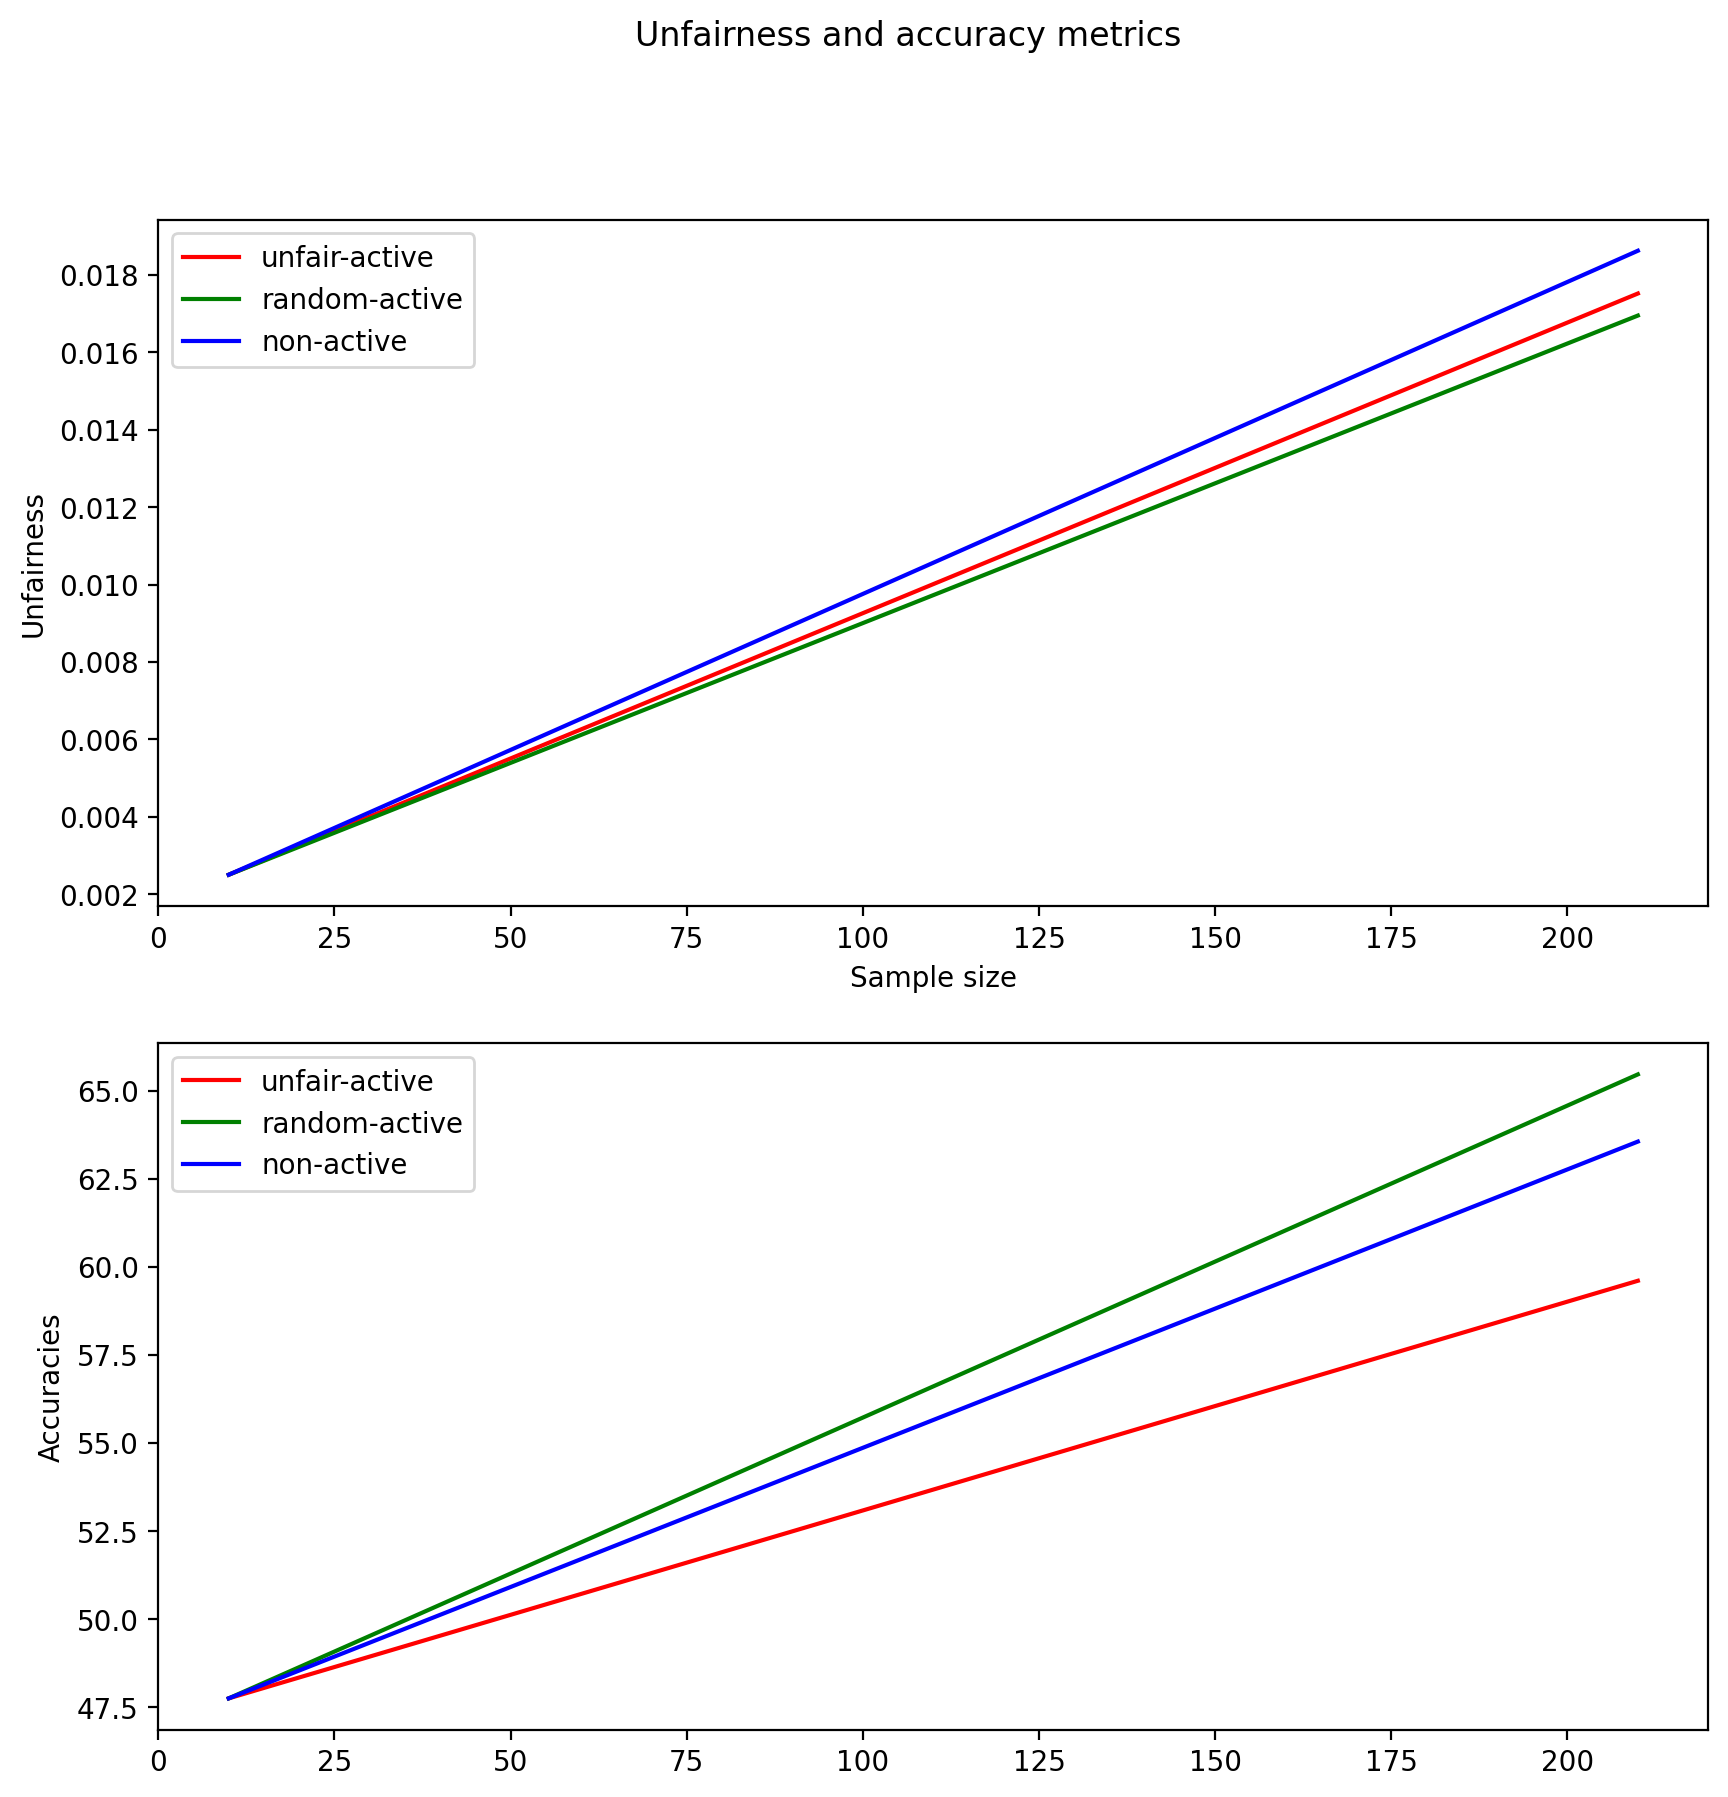 Unfairness and accuracy metrics
unfair-active
random-active
non-active
0.018
0.016
0.014
0.012
0.010
0.008
0.006
0.004
0.002
Unfairness
0 25 50 75 100 125 150 175 200
Sample size
unfair-active
random-active
non-active
65.0
62.5
60.0
57.5
55.0
52.5
50.0
47.5
Accuracies
0 25 50 75 100 125 150 175 200